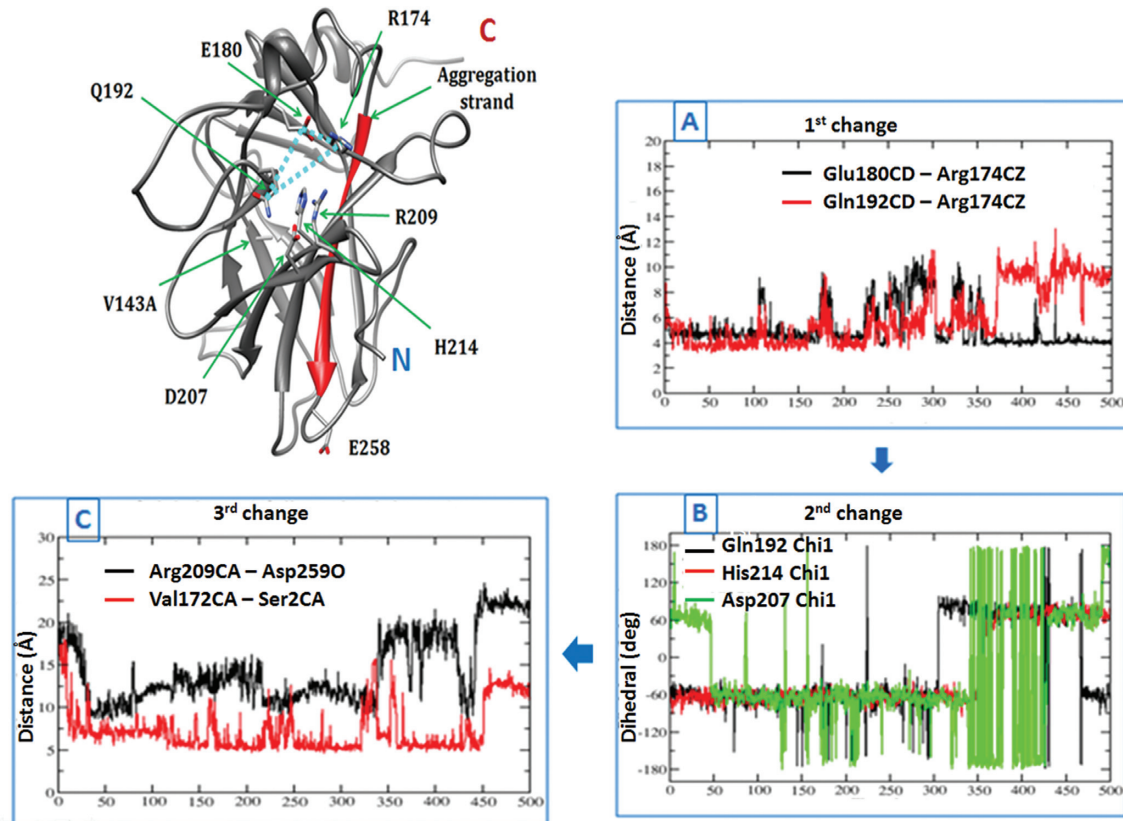 R174
C
E180
Q192
Aggregation
strand
R209
V143A
H214
N
D207
E258
A
1st change
Glu180CD – Arg174CZ
Gln192CD – Arg174CZ
Distance (Å)
20
18
16
14
12
10
8
6
4
2
0
0 50 100 150 200 250 300 350 400 450 500
B
2nd change
Gln192 Chi1
His214 Chi1
Asp207 Chi1
Dihedral (deg)
180
120
60
0
-60
-120
-180
0 50 100 150 200 250 300 350 400 450 500
C
3rd change
Arg209CA – Asp259O
Val172CA – Ser2CA
Distance (Å)
30
25
20
15
10
5
0
0 50 100 150 200 250 300 350 400 450 500